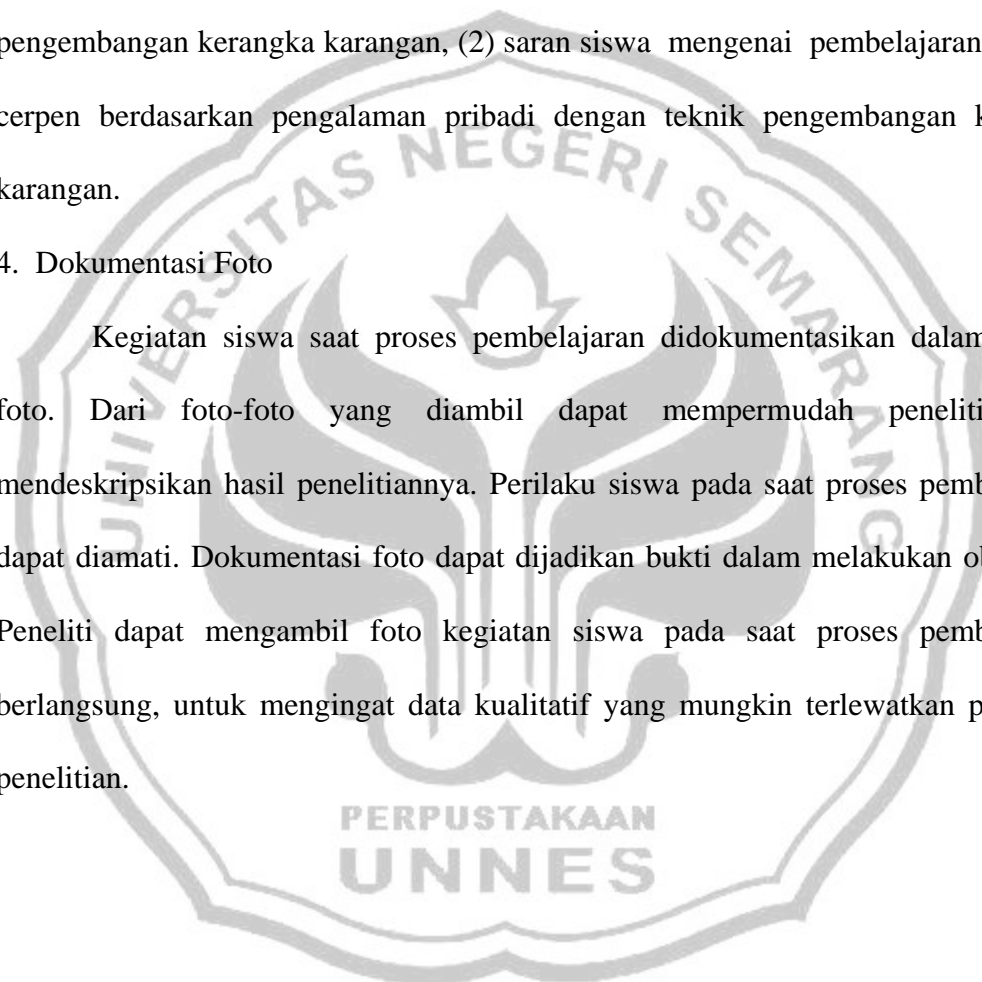 pengembangan kerangka karangan, (2) saran siswa mengenai pembelajaran
cerpen berdasarkan pengalaman pribadi dengan teknik pengembangan k
karangan.
4. Dokumentasi Foto
Kegiatan siswa saat proses pembelajaran didokumentasikan dalam
foto. Dari foto-foto yang diambil dapat mempermudah peneliti
mendeskripsikan hasil penelitiannya. Perilaku siswa pada saat proses pemb
dapat diamati. Dokumentasi foto dapat dijadikan bukti dalam melakukan ob
Peneliti dapat mengambil foto kegiatan siswa pada saat proses pemb
berlangsung, untuk mengingat data kualitatif yang mungkin terlewatkan p
penelitian.
UNIVERSITAS NEGERI SEMARANG
PERPUSTAKAAN
UNNES